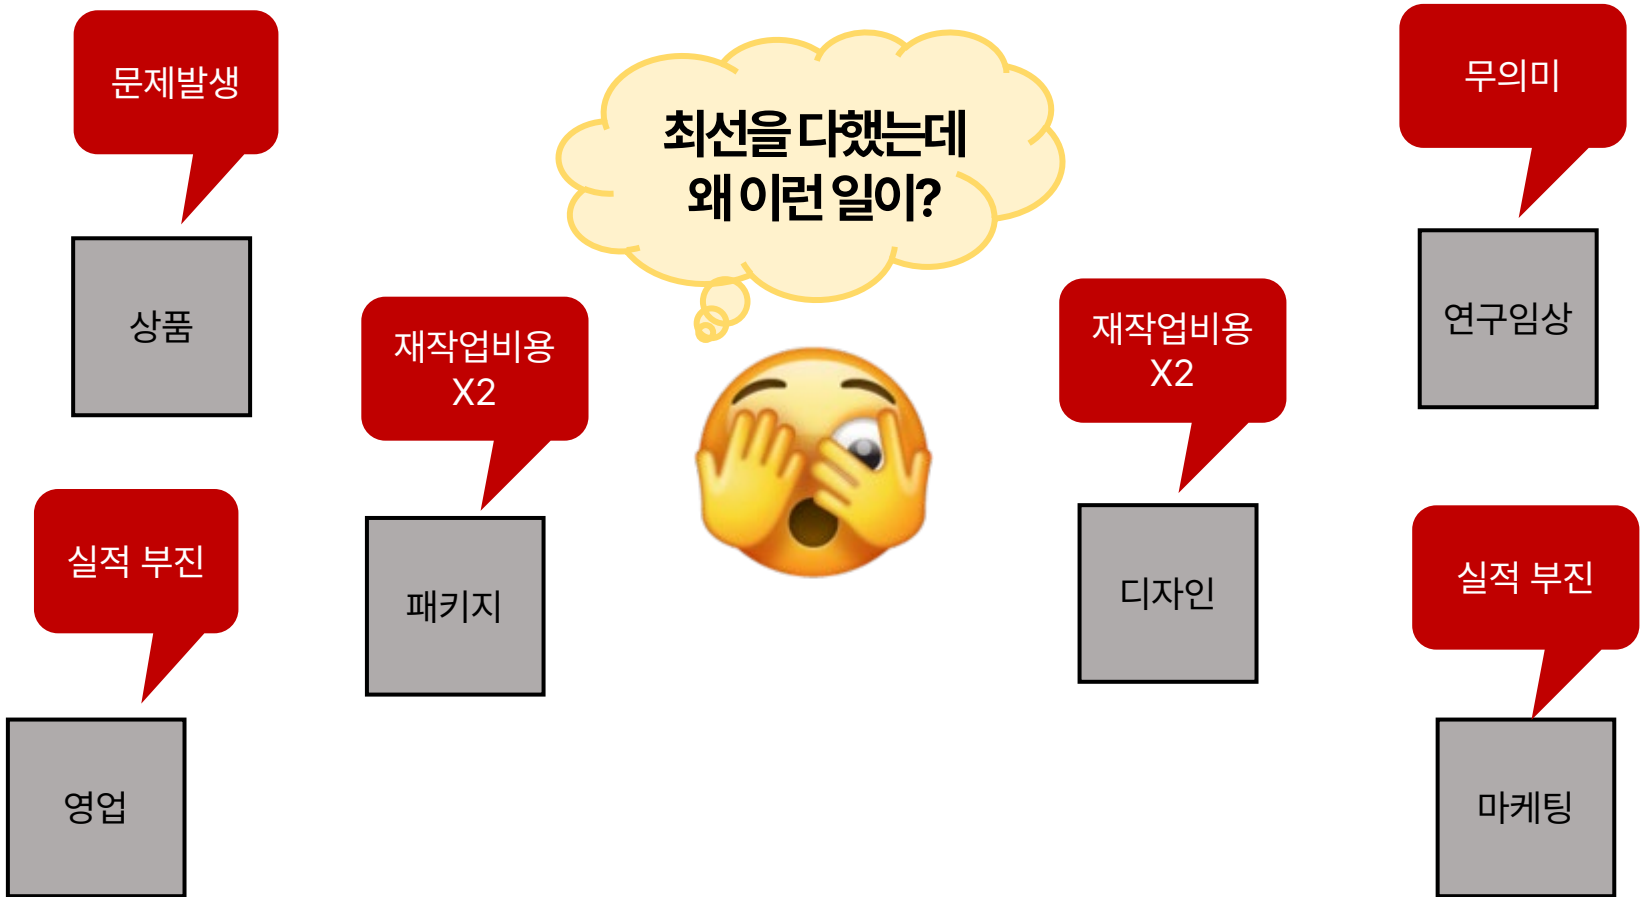 문제발생
상품
실적 부진
영업
재작업비용
X2
패키지
최선을 다했는데
왜 이런 일이?
재작업비용
X2
디자인
무의미
연구임상
실적 부진
마케팅